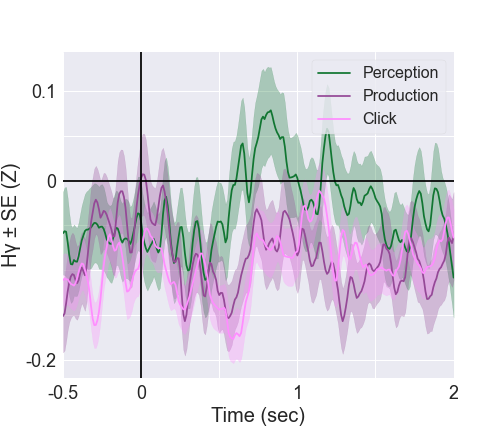 Perception
Production
Click
0.1
0
-0.2
Hγ ± SE (Z)
-0.5
0
1
2
Time (sec)